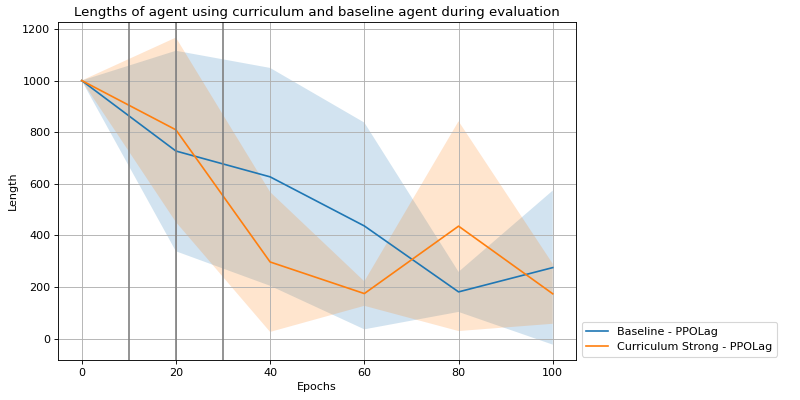 Lengths of agent using curriculum and baseline agent during evaluation
1200
1000
800
600
400
200
0
Length
0 20 40 60 80 100
Epochs
Baseline - PPOLag
Curriculum Strong - PPOLag